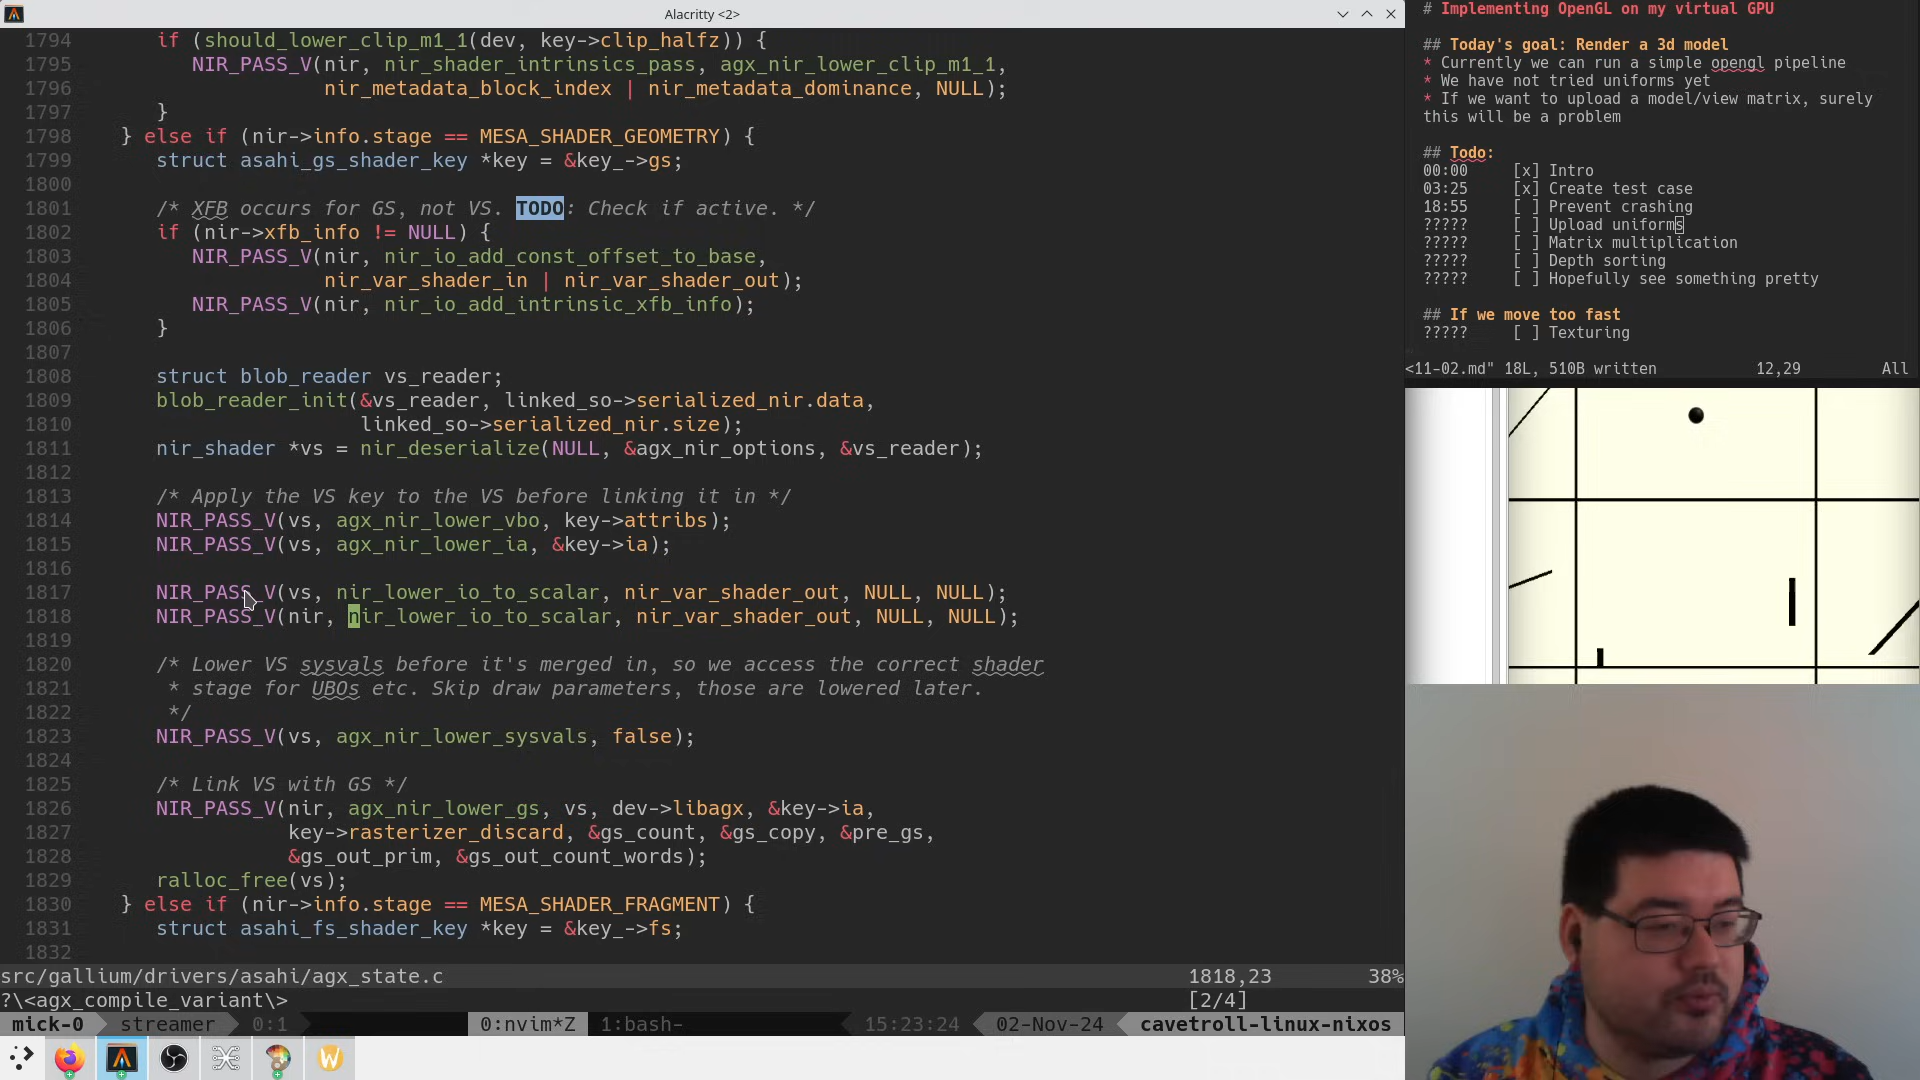 Alacritty <2>
1794 if (should_lower_clip_m1_1(dev, key->clip_halfz)) {
1795 NIR_PASS_V(nir, nir_shader_intrinsics_pass, agx_nir_lower_clip_m1_1,
1796 nir_metadata_block_index | nir_metadata_dominance, NULL);
1797 }
1798 } else if (nir->info.stage == MESA_SHADER_GEOMETRY) {
1799 struct asahi_gs_shader_key *key = &key_->gs;
1800
1801 /* XFB occurs for GS, not VS. TODO: Check if active. */
1802 if (nir->xfb_info != NULL) {
1803 NIR_PASS_V(nir, nir_io_add_const_offset_to_base,
1804 nir_var_shader_in | nir_var_shader_out);
1805 NIR_PASS_V(nir, nir_io_add_intrinsic_xfb_info);
1806 }
1807
1808 struct blob_reader vs_reader;
1809 blob_reader_init(&vs_reader, linked_so->serialized_nir.data,
1810 linked_so->serialized_nir.size);
1811 nir_shader *vs = nir_deserialize(NULL, &agx_nir_options, &vs_reader);
1812
1813 /* Apply the VS key to the VS before linking it in */
1814 NIR_PASS_V(vs, agx_nir_lower_vbo, key->attribs);
1815 NIR_PASS_V(vs, agx_nir_lower_ia, &key->ia);
1816
1817 NIR_PASS_V(vs, nir_lower_io_to_scalar, nir_var_shader_out, NULL, NULL);
1818 NIR_PASS_V(nir, nir_lower_io_to_scalar, nir_var_shader_out, NULL, NULL);
1819
1820 /* Lower VS sysvals before it's merged in, so we access the correct shader
1821 * stage for UBOs etc. Skip draw parameters, those are lowered later.
1822 */
1823 NIR_PASS_V(vs, agx_nir_lower_sysvals, false);
1824
1825 /* Link VS with GS */
1826 NIR_PASS_V(nir, agx_nir_lower_gs, vs, dev->libagx, &key->ia,
1827 key->rasterizer_discard, &gs_count, &gs_copy, &pre_gs,
1828 &gs_out_prim, &gs_out_count_words);
1829 ralloc_free(vs);
1830 } else if (nir->info.stage == MESA_SHADER_FRAGMENT) {
1831 struct asahi_fs_shader_key *key = &key_->fs;
1832
src/gallium/drivers/asahi/agx_state.c 1818,23 38%
?\<agx_compile_variant\> [2/4]
mick-0 streamer 0:1 0:nvim*Z 1:bash- 15:23:24 02-Nov-24 cavetroll-linux-nixos
# Implementing OpenGL on my virtual GPU
## Today's goal: Render a 3d model
* Currently we can run a simple opengl pipeline
* We have not tried uniforms yet
* If we want to upload a model/view matrix, surely
this will be a problem
## Todo:
00:00 [x] Intro
03:25 [x] Create test case
18:55 [ ] Prevent crashing
????? [ ] Upload uniforms
????? [ ] Matrix multiplication
????? [ ] Depth sorting
????? [ ] Hopefully see something pretty
## If we move too fast
????? [ ] Texturing
<11-02.md" 18L, 510B written 12,29 All